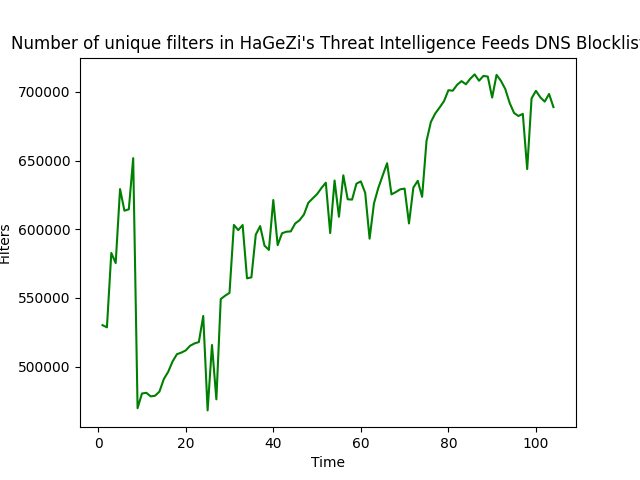 Number of unique filters in HaGeZi's Threat Intelligence Feeds DNS Blocklis
700000
650000
600000
550000
500000
Filters
0 20 40 60 80 100
Time